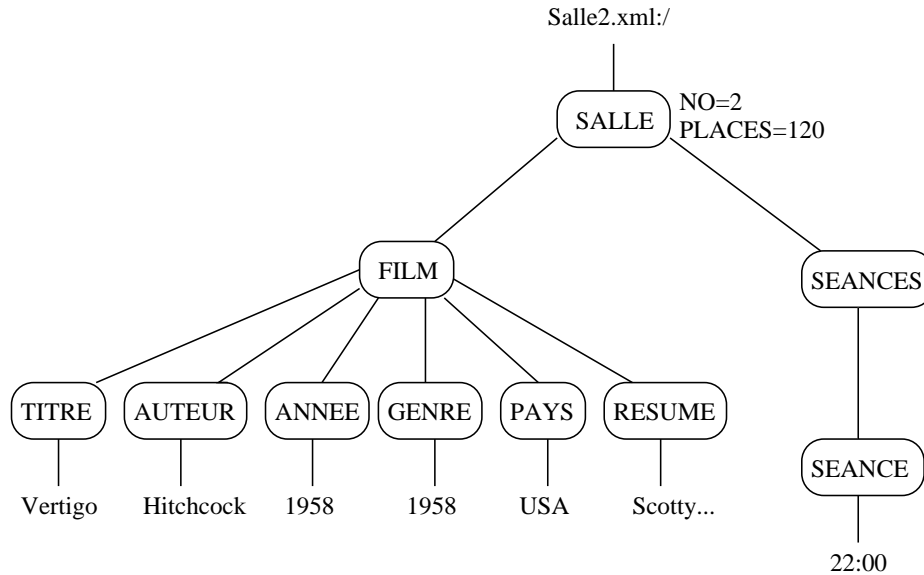 Salle2.xml:/
SALLE
NO=2
PLACES=120
FILM
SEANCES
TITRE
AUTEUR
ANNEE
GENRE
PAYS
RESUME
SEANCE
Vertigo
Hitchcock
1958
1958
USA
Scotty...
22:00